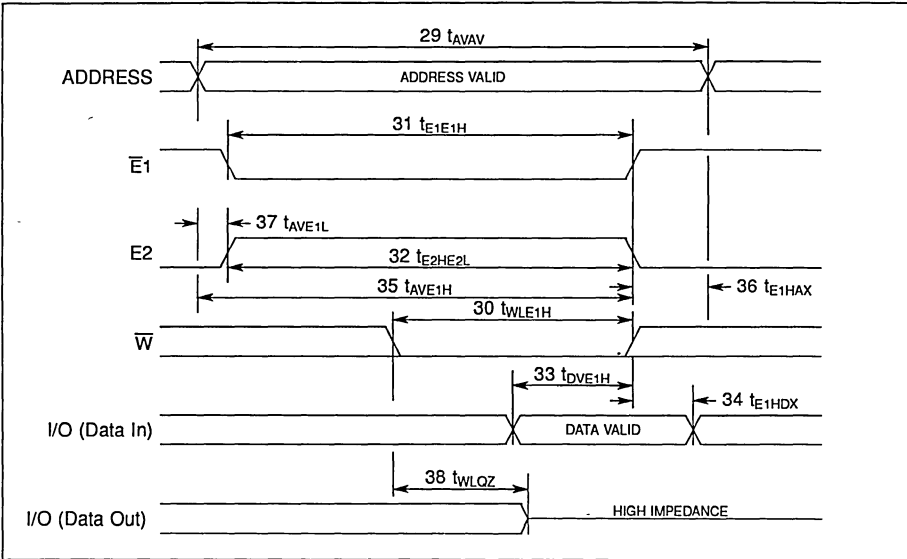 29 tAVAV
ADDRESS
ADDRESS VALID
31 tE1E1H
E̅1
37 tAVE1L
E2
32 tE2HE2L
35 tAVE1H
36 tE1HAX
30 tWLE1H
W̅
33 tDVE1H
34 tE1HDX
I/O (Data In)
DATA VALID
38 tWLQZ
I/O (Data Out)
HIGH IMPEDANCE